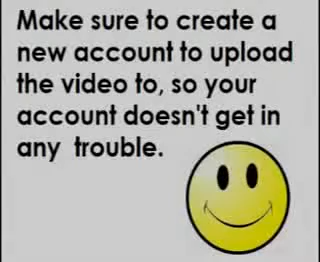 Make sure to create a
new account to upload
the video to, so your
account doesn't get in
any trouble.